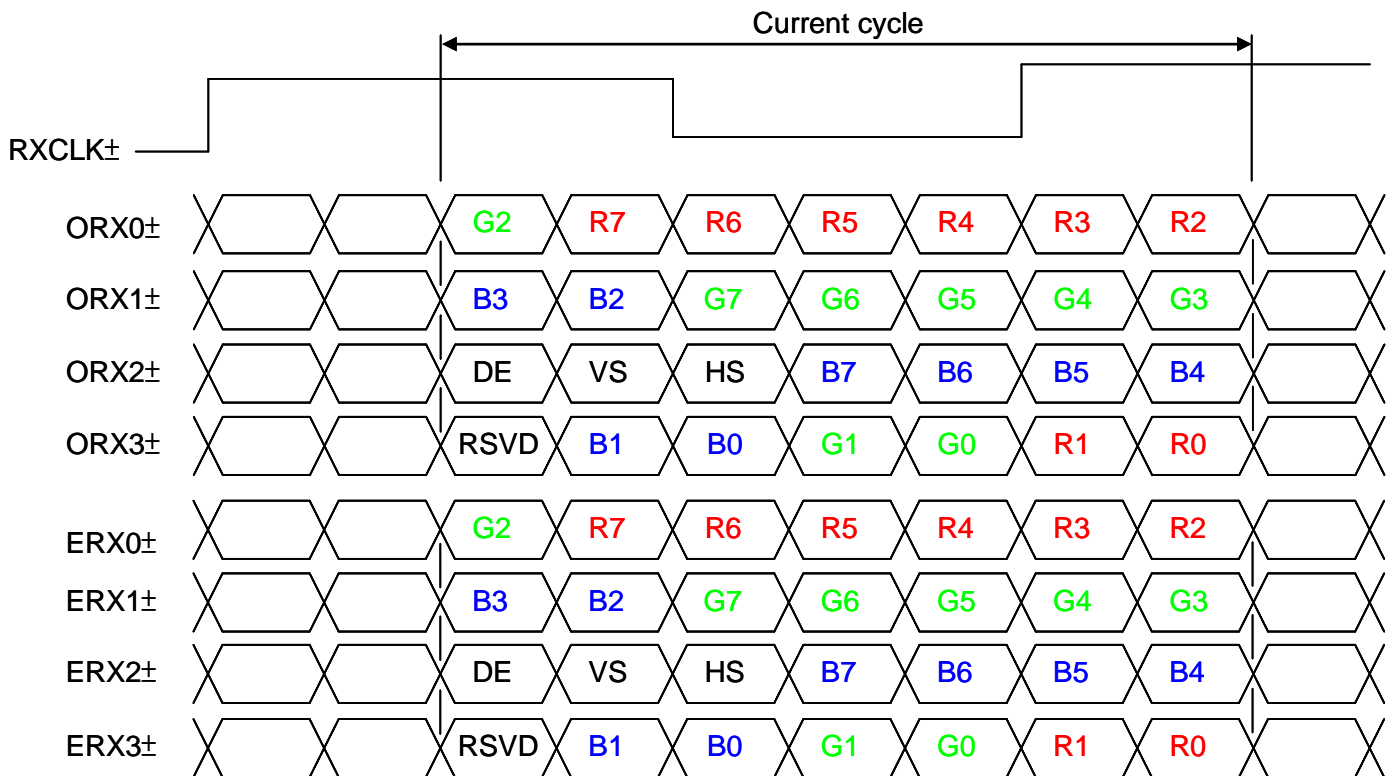 Current cycle
RXCLK±
ORX0± G2 R7 R6 R5 R4 R3 R2
ORX1± B3 B2 G7 G6 G5 G4 G3
ORX2± DE VS HS B7 B6 B5 B4
ORX3± RSVD B1 B0 G1 G0 R1 R0
ERX0± G2 R7 R6 R5 R4 R3 R2
ERX1± B3 B2 G7 G6 G5 G4 G3
ERX2± DE VS HS B7 B6 B5 B4
ERX3± RSVD B1 B0 G1 G0 R1 R0